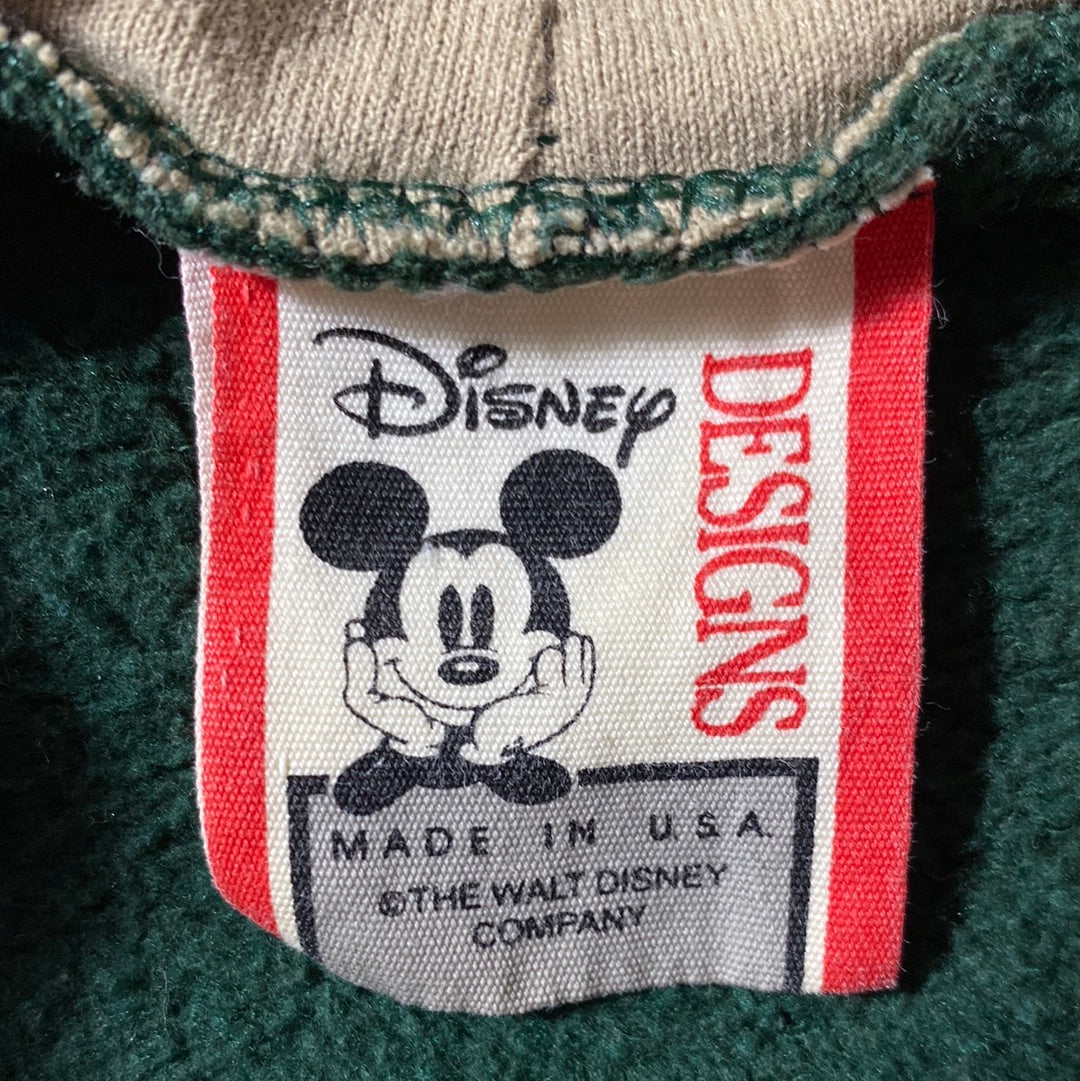 DISNEY
DESIGNS
MADE IN U.S.A.
©THE WALT DISNEY
COMPANY